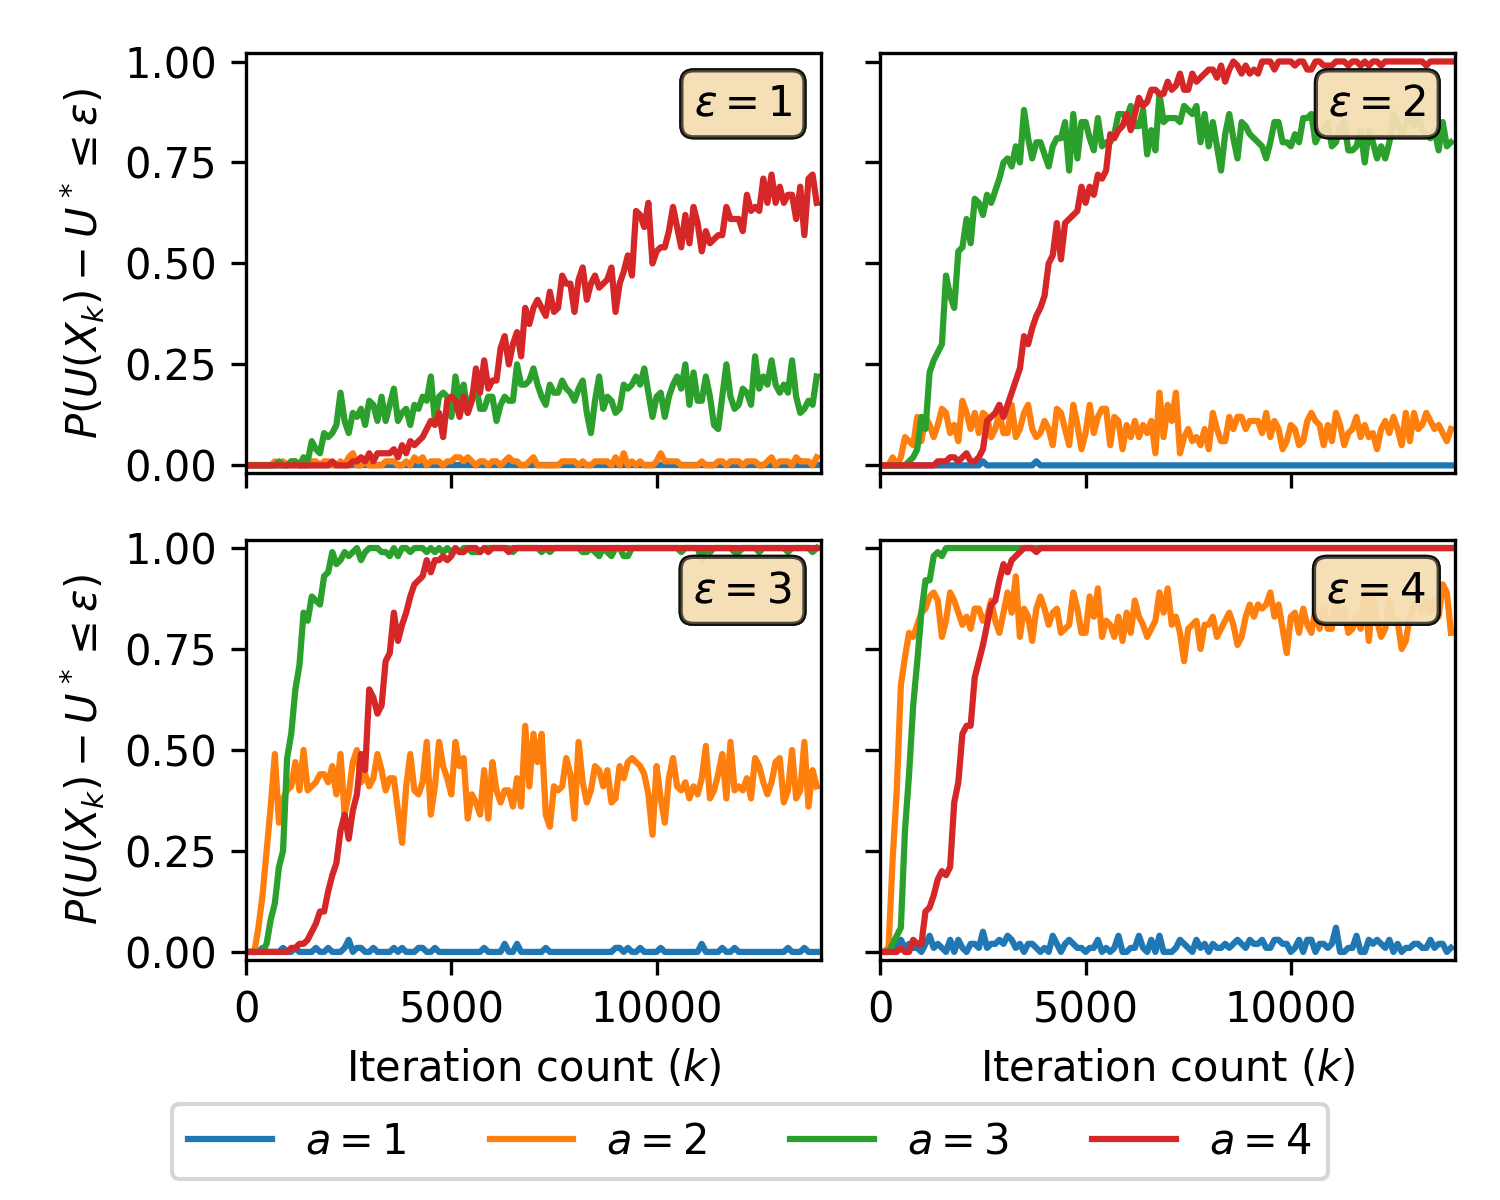 P(U(X_k) − U* ≤ ε)
1.00
0.75
0.50
0.25
0.00
ε = 1
ε = 2
P(U(X_k) − U* ≤ ε)
1.00
0.75
0.50
0.25
0.00
ε = 3
ε = 4
0 5000 10000
0 5000 10000
Iteration count (k)
Iteration count (k)
a = 1 a = 2 a = 3 a = 4